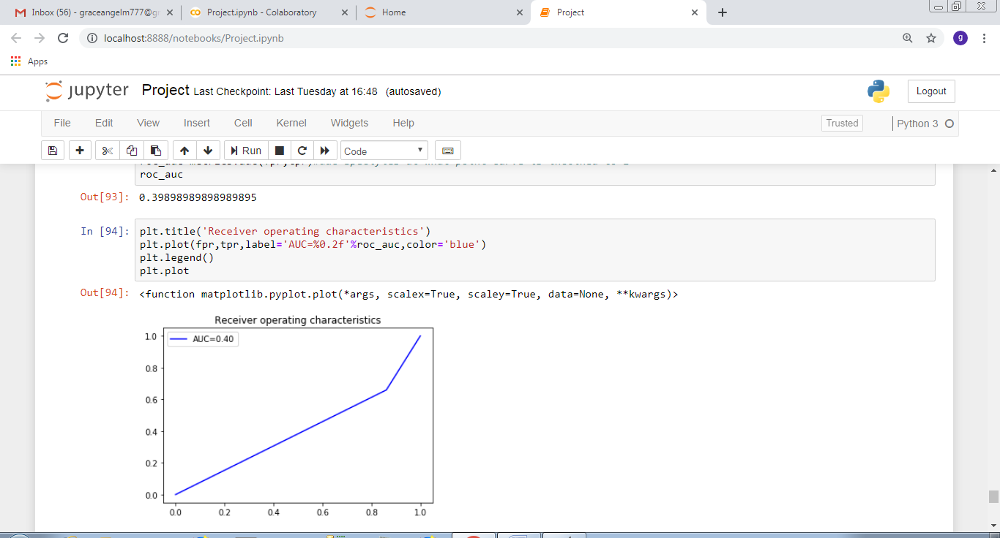 Inbox (56) - graceangelm777@gr
Project.ipynb - Colaboratory
Home
Project
localhost:8888/notebooks/Project.ipynb
g
Apps
jupyter Project Last Checkpoint: Last Tuesday at 16:48 (autosaved)
Logout
File Edit View Insert Cell Kernel Widgets Help
Trusted
Python 3
Run
Code
roc_auc
Out[93]: 0.39898989898989895
In [94]: plt.title('Receiver operating characteristics')
plt.plot(fpr,tpr,label='AUC=%0.2f'%roc_auc,color='blue')
plt.legend()
plt.plot
Out[94]: <function matplotlib.pyplot.plot(*args, scalex=True, scaley=True, data=None, **kwargs)>
Receiver operating characteristics
AUC=0.40
1.0
0.8
0.6
0.4
0.2
0.0
0.0 0.2 0.4 0.6 0.8 1.0